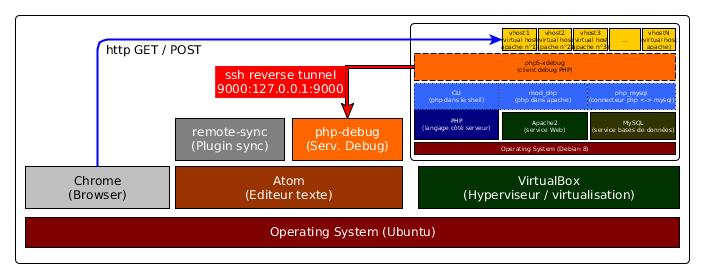 http GET / POST
ssh reverse tunnel
9000:127.0.0.1:9000
remote-sync
(Plugin sync)
php-debug
(Serv. Debug)
Chrome
(Browser)
Atom
(Editeur texte)
VirtualBox
(Hyperviseur / virtualisation)
Operating System (Ubuntu)
vhost1
(virtual host
apache n°1)
vhost2
(virtual host
apache n°2)
vhost3
(virtual host
apache n°3)
...
vhostN
(virtual host
apache)
php5-xdebug
(client debug PHP)
CLI
(php dans le shell)
mod_php
(php dans apache)
php_mysql
(connecteur php <-> mysql)
PHP
(langage côté serveur)
Apache2
(service Web)
MySQL
(service bases de données)
Operating System (Debian 8)